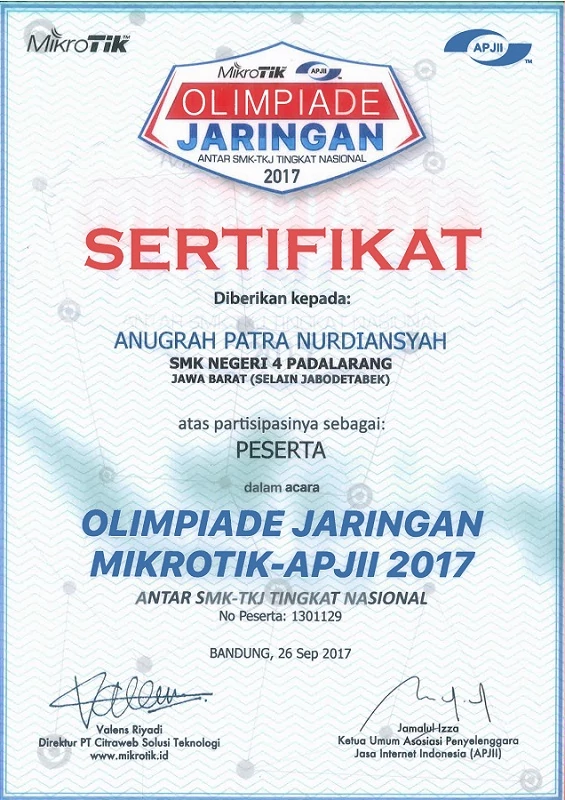 MikroTik™
APJII™
MikroTik APJII
OLIMPIADE
JARINGAN
ANTAR SMK-TKJ TINGKAT NASIONAL
2017
SERTIFIKAT
Diberikan kepada:
ANUGRAH PATRA NURDIANSYAH
SMK NEGERI 4 PADALARANG
JAWA BARAT (SELAIN JABODETABEK)
atas partisipasinya sebagai:
PESERTA
dalam acara
OLIMPIADE JARINGAN
MIKROTIK-APJII 2017
ANTAR SMK-TKJ TINGKAT NASIONAL
No Peserta: 1301129
BANDUNG, 26 Sep 2017
Valens Riyadi
Direktur PT Citraweb Solusi Teknologi
www.mikrotik.id
Jamalul Izza
Ketua Umum Asosiasi Penyelenggara
Jasa Internet Indonesia (APJII)